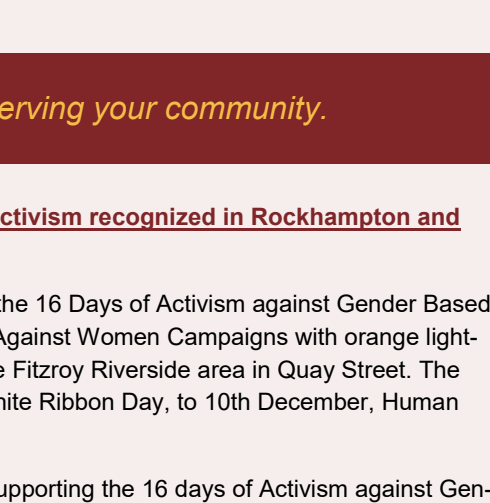 erving your community.
ctivism recognized in Rockhampton and
the 16 Days of Activism against Gender Based
Against Women Campaigns with orange light-
e Fitzroy Riverside area in Quay Street. The
hite Ribbon Day, to 10th December, Human
upporting the 16 days of Activism against Gen-